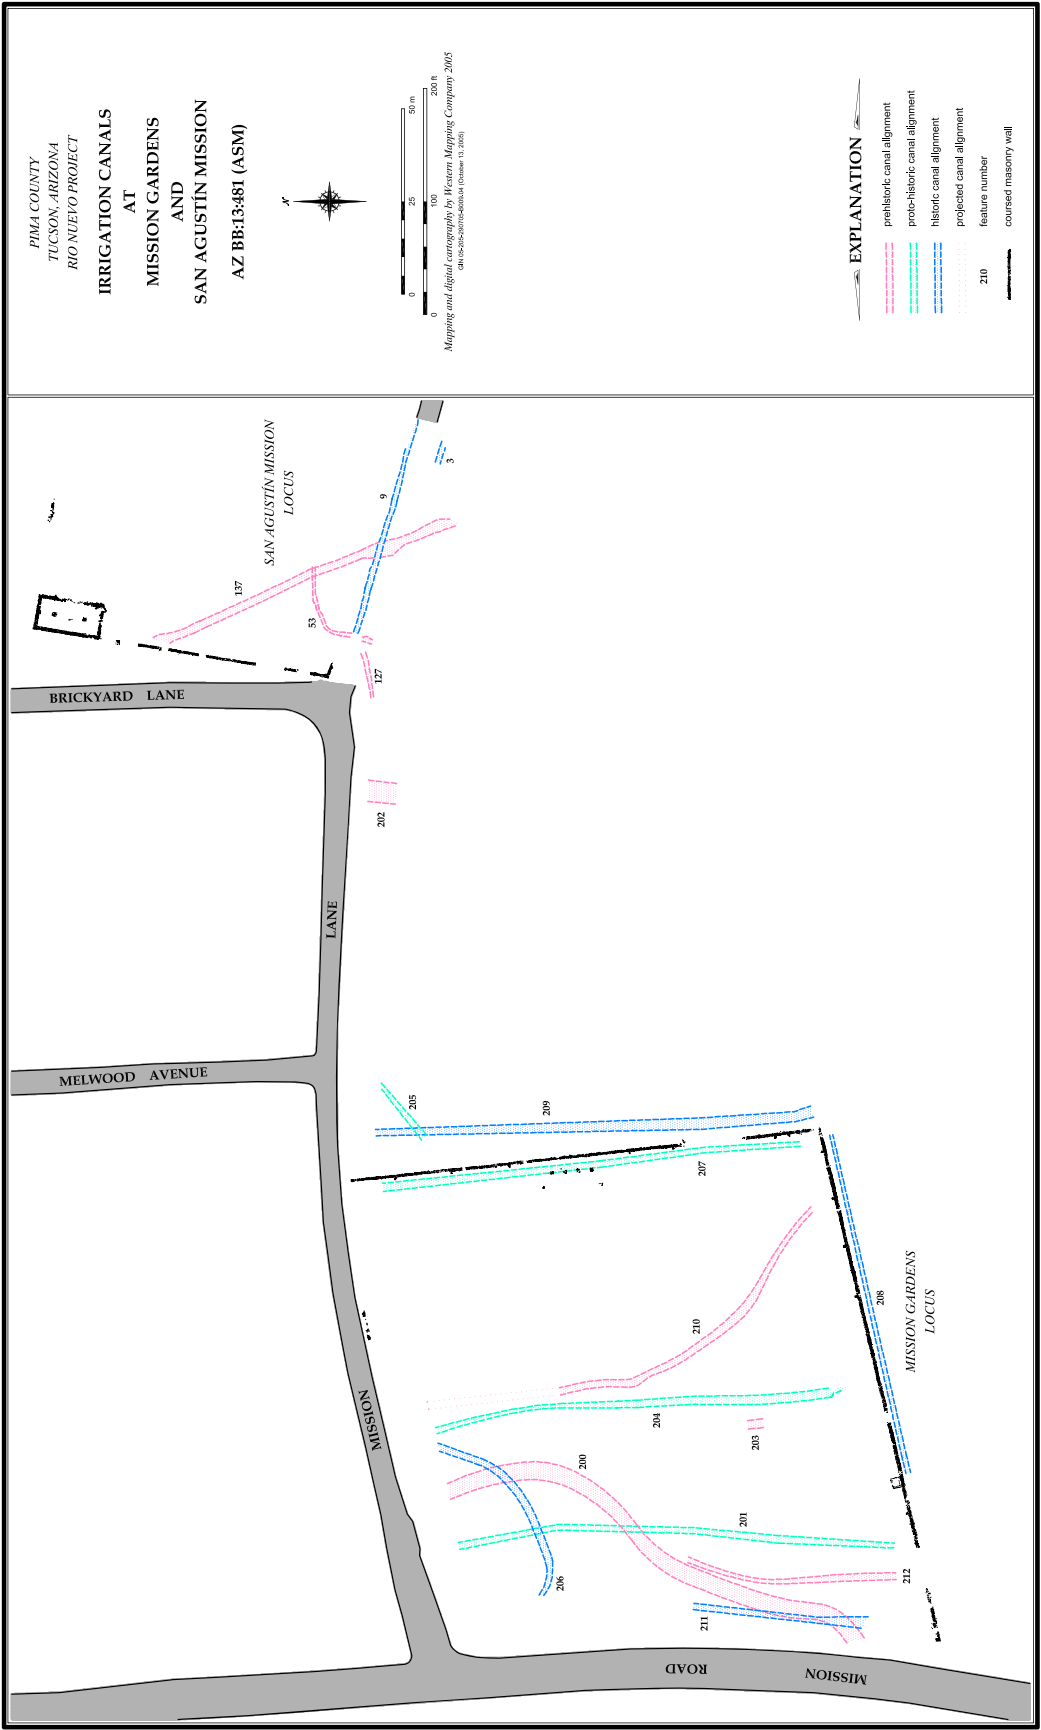 PIMA COUNTY
TUCSON, ARIZONA
RIO NUEVO PROJECT
IRRIGATION CANALS
AT
MISSION GARDENS
AND
SAN AGUSTÍN MISSION
AZ BB:13:481 (ASM)
N
0 25 50 m
0 100 200 ft
Mapping and digital cartography by Western Mapping Company 2005
EXPLANATION
prehistoric canal alignment
proto-historic canal alignment
historic canal alignment
projected canal alignment
210 feature number
coursed masonry wall
SAN AGUSTÍN MISSION
LOCUS
9
3
137
53
127
BRICKYARD LANE
202
MISSION LANE
MELWOOD AVENUE
205
209
207
210
208
MISSION GARDENS
LOCUS
204
203
200
201
206
212
211
MISSION ROAD